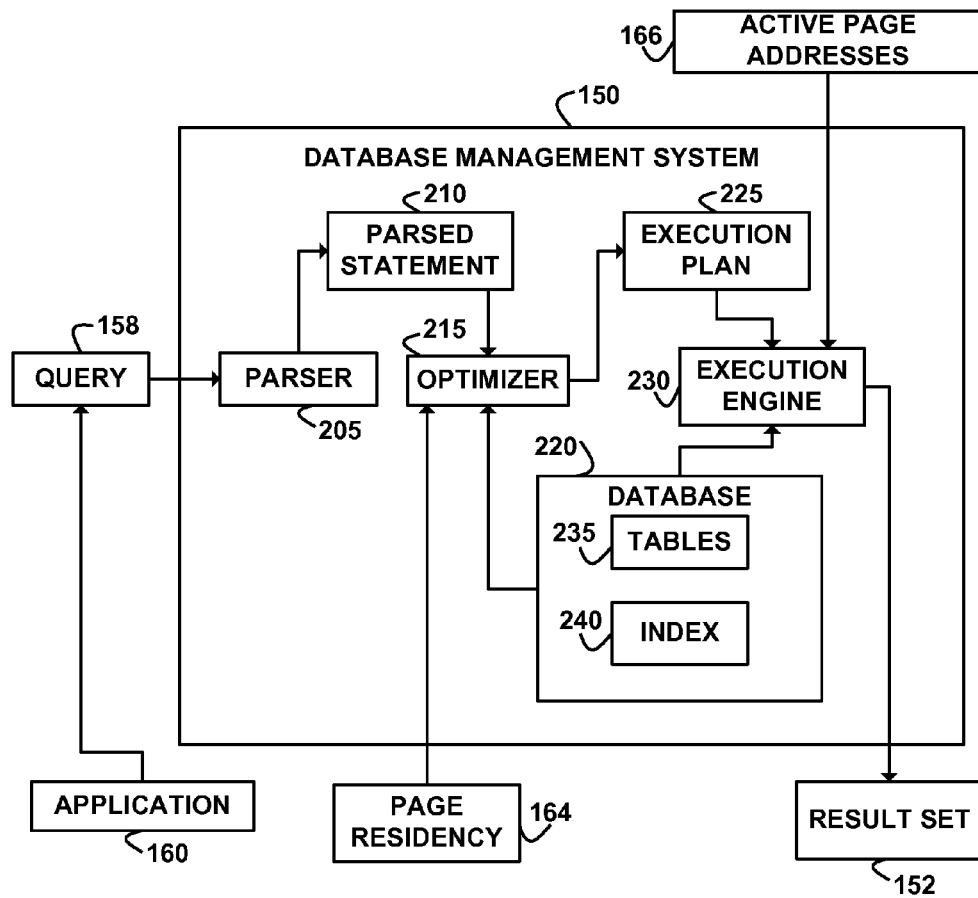 166
ACTIVE PAGE
ADDRESSES
150
DATABASE MANAGEMENT SYSTEM
210
225
PARSED
STATEMENT
EXECUTION
PLAN
158
215
QUERY
PARSER
OPTIMIZER
230
EXECUTION
ENGINE
205
220
DATABASE
235
TABLES
240
INDEX
APPLICATION
160
PAGE
RESIDENCY
164
RESULT SET
152